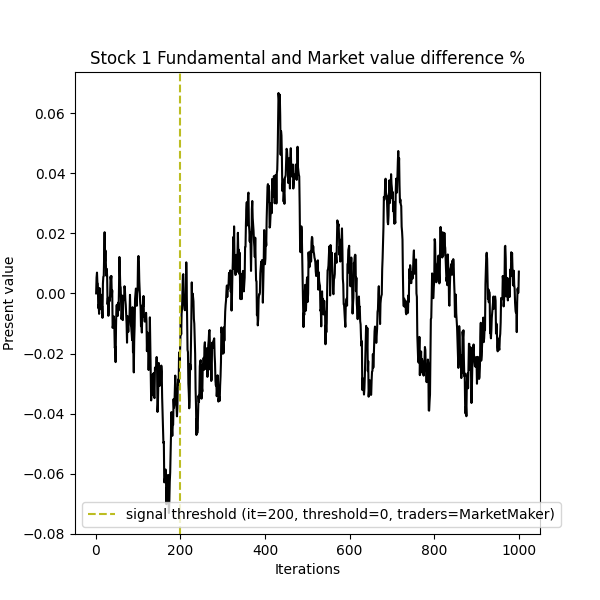 Stock 1 Fundamental and Market value difference %
0.06
0.04
0.02
0.00
−0.02
−0.04
−0.06
−0.08
Present value
signal threshold (it=200, threshold=0, traders=MarketMaker)
0 200 400 600 800 1000
Iterations